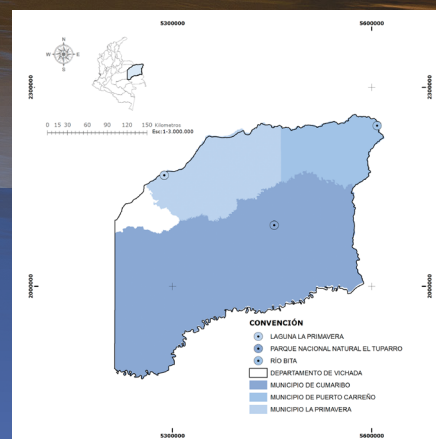 5300000 5600000
N
W E
S
2300000 2300000
0 15 30 60 90 120 150 Kilometros
Esc:1-3.000.000
2000000 2000000
CONVENCIÓN
LAGUNA LA PRIMAVERA
PARQUE NACIONAL NATURAL EL TUPARRO
RÍO BITA
DEPARTAMENTO DE VICHADA
MUNICIPIO DE CUMARIBO
MUNICIPIO DE PUERTO CARREÑO
MUNICIPIO LA PRIMAVERA
5300000 5600000